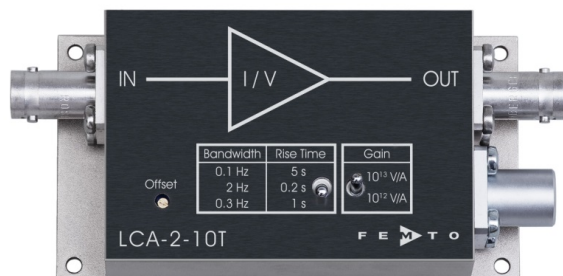 IN I / V OUT
Bandwidth Rise Time Gain
0.1 Hz 5 s 10¹³ V/A
2 Hz 0.2 s
0.3 Hz 1 s 10¹² V/A
Offset
LCA-2-10T FEMTO